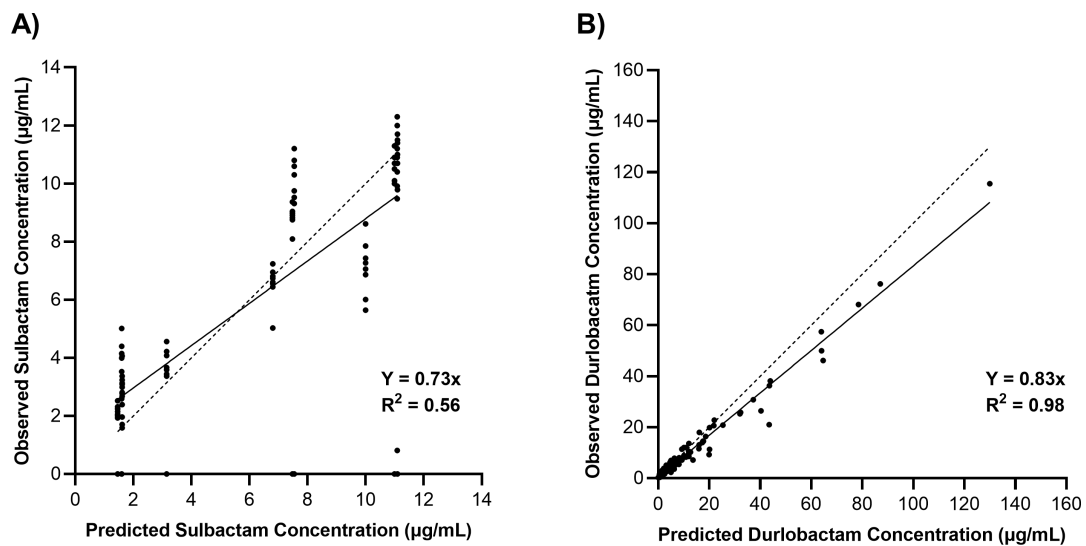 A)
Observed Sulbactam Concentration (µg/mL)
14
12
10
8
6
4
2
0
0 2 4 6 8 10 12 14
Predicted Sulbactam Concentration (µg/mL)
Y = 0.73x
R² = 0.56
B)
Observed Durlobacatm Concentration (µg/mL)
160
140
120
100
80
60
40
20
0
0 20 40 60 80 100 120 140 160
Predicted Durlobactam Concentration (µg/mL)
Y = 0.83x
R² = 0.98